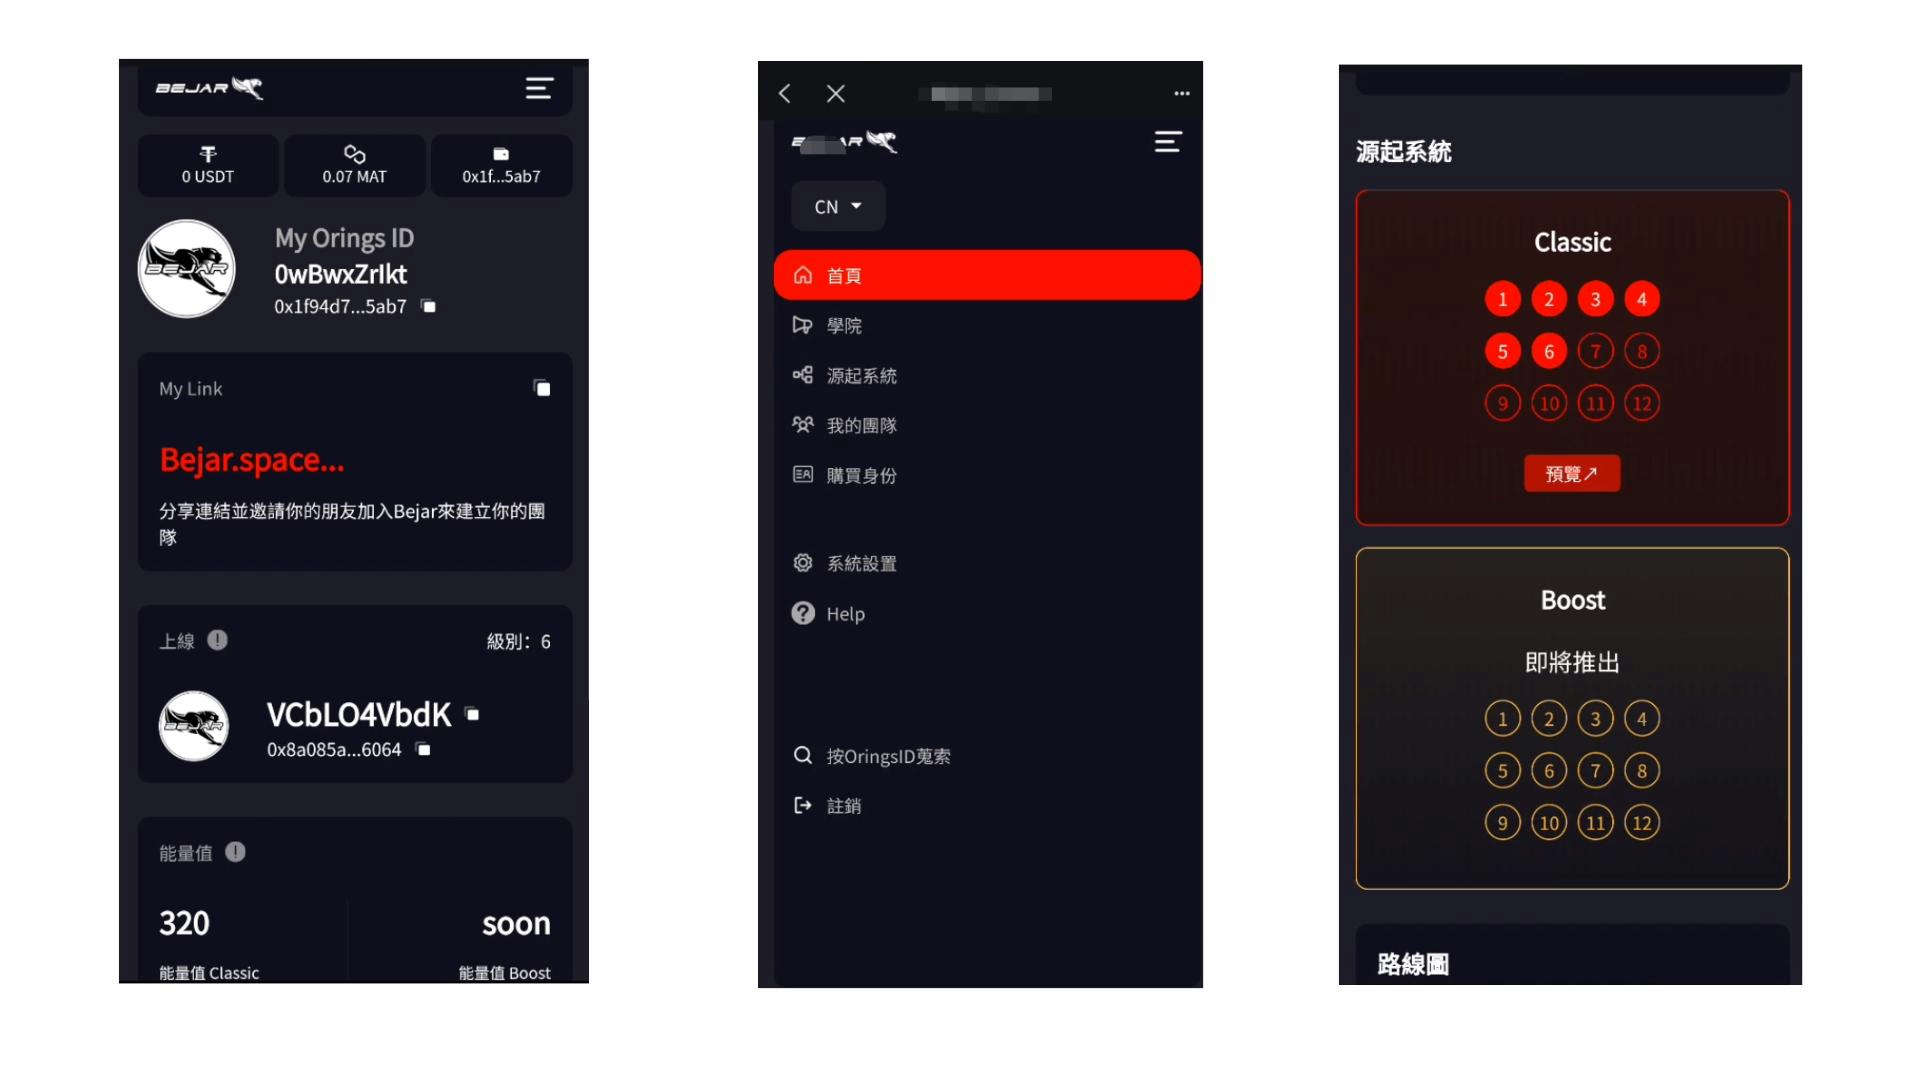 BEJAR
0 USDT
0.07 MAT
0x1f...5ab7
BEJAR
My Orings ID
0wBwxZrIkt
0x1f94d7...5ab7
My Link
Bejar.space...
分享連結並邀請你的朋友加入Bejar來建立你的團
隊
上線
級別：6
BEJAR
VCbLO4VbdK
0x8a085a...6064
能量值
320
soon
能量值 Classic
能量值 Boost
CN
首頁
學院
源起系統
我的團隊
購買身份
系統設置
Help
按OringsID蒐索
註銷
源起系統
Classic
1 2 3 4
5 6 7 8
9 10 11 12
預覽↗
Boost
即將推出
1 2 3 4
5 6 7 8
9 10 11 12
路線圖